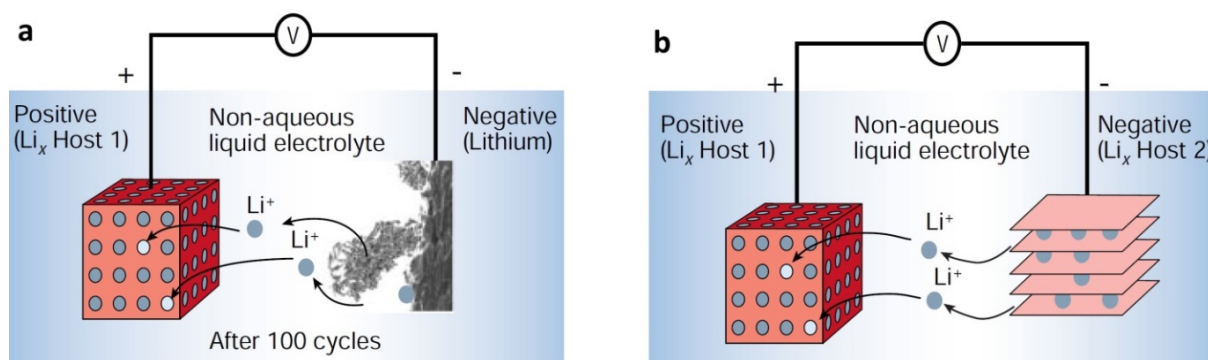 a
V
+
-
Positive
(Liₓ Host 1)
Non-aqueous
liquid electrolyte
Negative
(Lithium)
Li⁺
Li⁺
After 100 cycles
b
V
+
-
Positive
(Liₓ Host 1)
Non-aqueous
liquid electrolyte
Negative
(Liₓ Host 2)
Li⁺
Li⁺